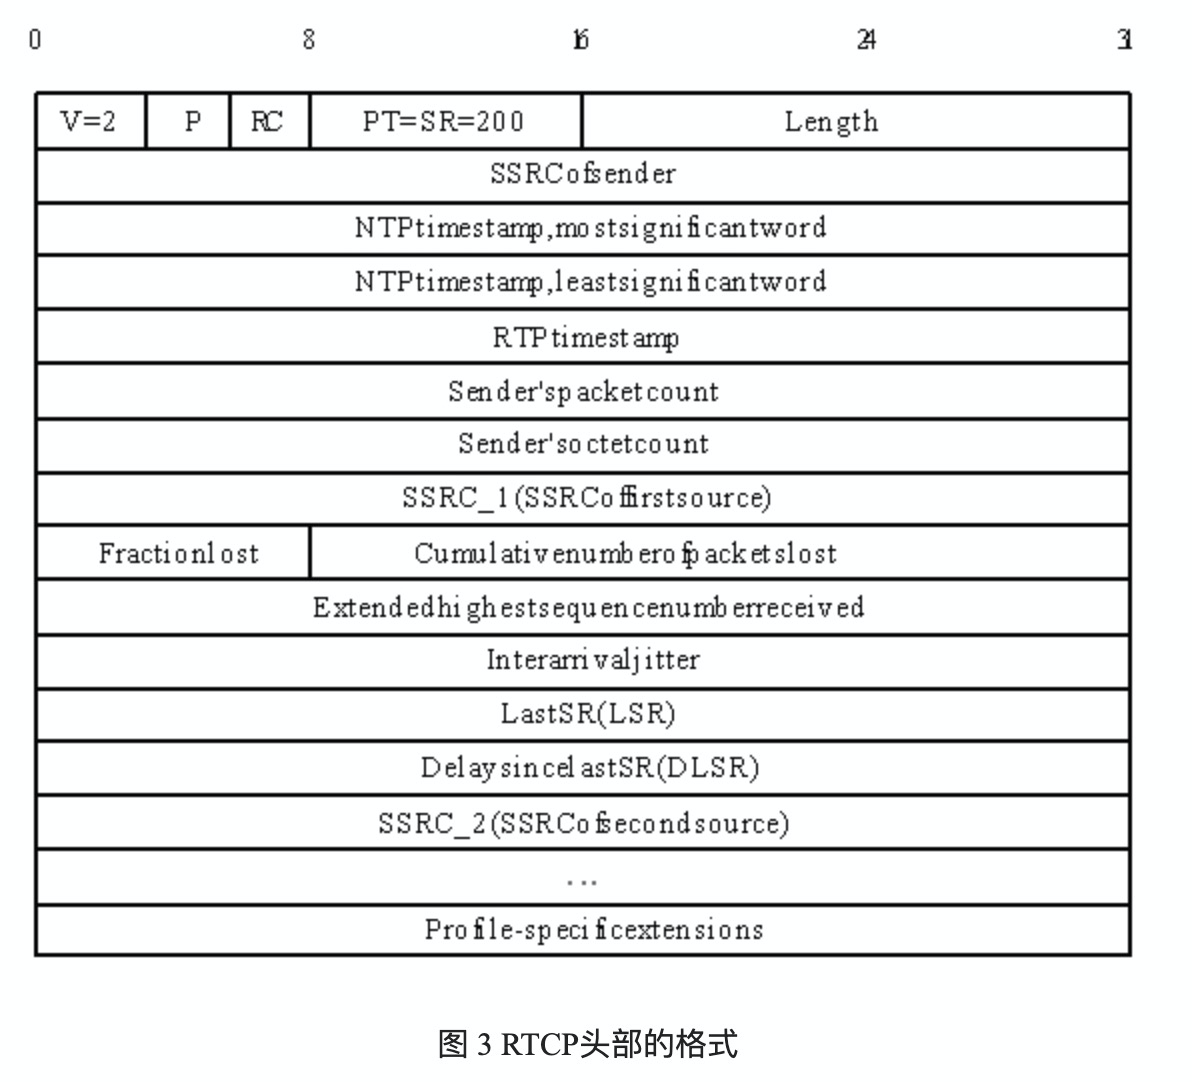 0 8 16 24 31
V=2 P RC PT=SR=200 Length
SSRCofsender
NTPtimestamp,mostsignificantword
NTPtimestamp,leastsignificantword
RTPtimestamp
Sender'spacketcount
Sender'soctetcount
SSRC_1(SSRCoffirstsource)
Fractionlost Cumulativenumberofpacketslost
Extendedhighestsequencenumberreceived
Interarrivaljitter
LastSR(LSR)
DelaysincelastSR(DLSR)
SSRC_2(SSRCofsecondsource)
...
Profile-specificextensions
图 3 RTCP头部的格式